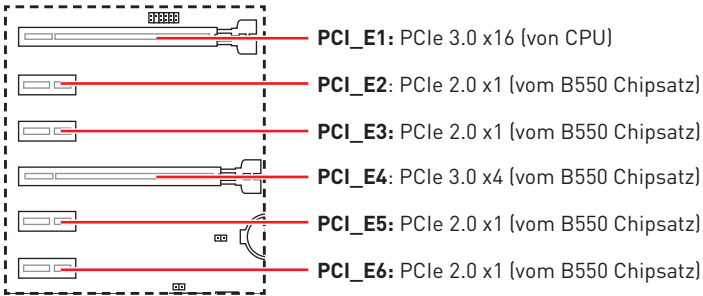 PCI_E1: PCIe 3.0 x16 (von CPU)
PCI_E2: PCIe 2.0 x1 (vom B550 Chipsatz)
PCI_E3: PCIe 2.0 x1 (vom B550 Chipsatz)
PCI_E4: PCIe 3.0 x4 (vom B550 Chipsatz)
PCI_E5: PCIe 2.0 x1 (vom B550 Chipsatz)
PCI_E6: PCIe 2.0 x1 (vom B550 Chipsatz)